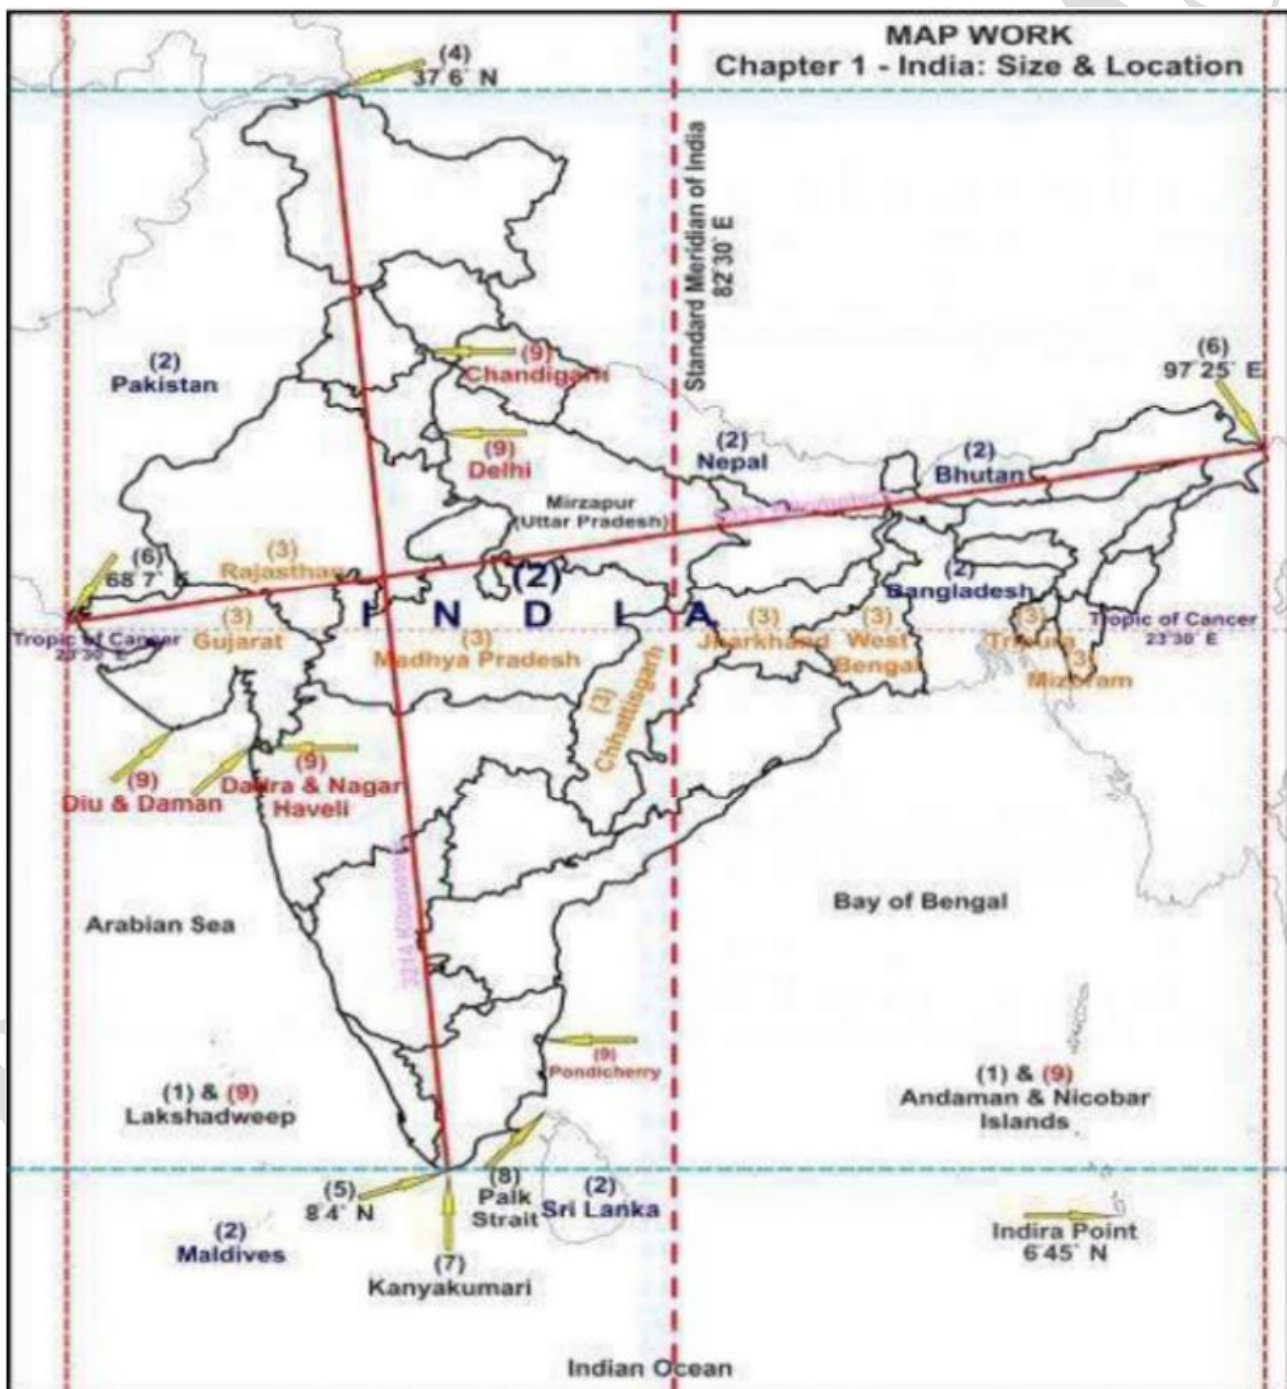 MAP WORK
Chapter 1 - India: Size & Location
(4)
37˚6˚ N
Standard Meridian of India
82˚30˚ E
(2)
Pakistan
(9)
Chandigarh
(9)
Delhi
(6)
97˚25˚ E
(2)
Nepal
(2)
Bhutan
Mirzapur
(Uttar Pradesh)
(6)
68˚7˚ E
(3)
Rajasthan
(2)
I N D I A
(2)
Bangladesh
Tropic of Cancer
23˚30˚ E
(3)
Gujarat
(3)
Madhya Pradesh
(3)
Jharkhand
(3)
West
Bengal
(3)
Tripura
Tropic of Cancer
23˚30˚ E
(3)
Mizoram
(3)
Chhattisgarh
(9)
Diu & Daman
(9)
Dadra & Nagar
Haveli
3214 Kilometers
Arabian Sea
Bay of Bengal
(9)
Pondicherry
(1) & (9)
Lakshadweep
(1) & (9)
Andaman & Nicobar
Islands
(5)
8˚4˚ N
(8)
Palk
Strait
(2)
Sri Lanka
(2)
Maldives
(7)
Kanyakumari
Indira Point
6˚45˚ N
Indian Ocean